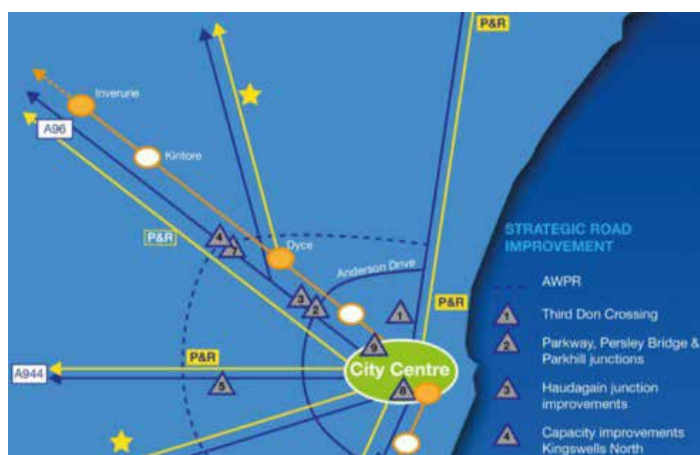 P&R
P&R
Inverurie
A96
Kintore
P&R
4
7
Dyce
Anderson Drive
3
2
1
P&R
9
P&R
City Centre
A944
5
8
STRATEGIC ROAD
IMPROVEMENT
AWPR
1 Third Don Crossing
2 Parkway, Persley Bridge &
Parkhill junctions
3 Haudagain junction
improvements
4 Capacity improvements
Kingswells North